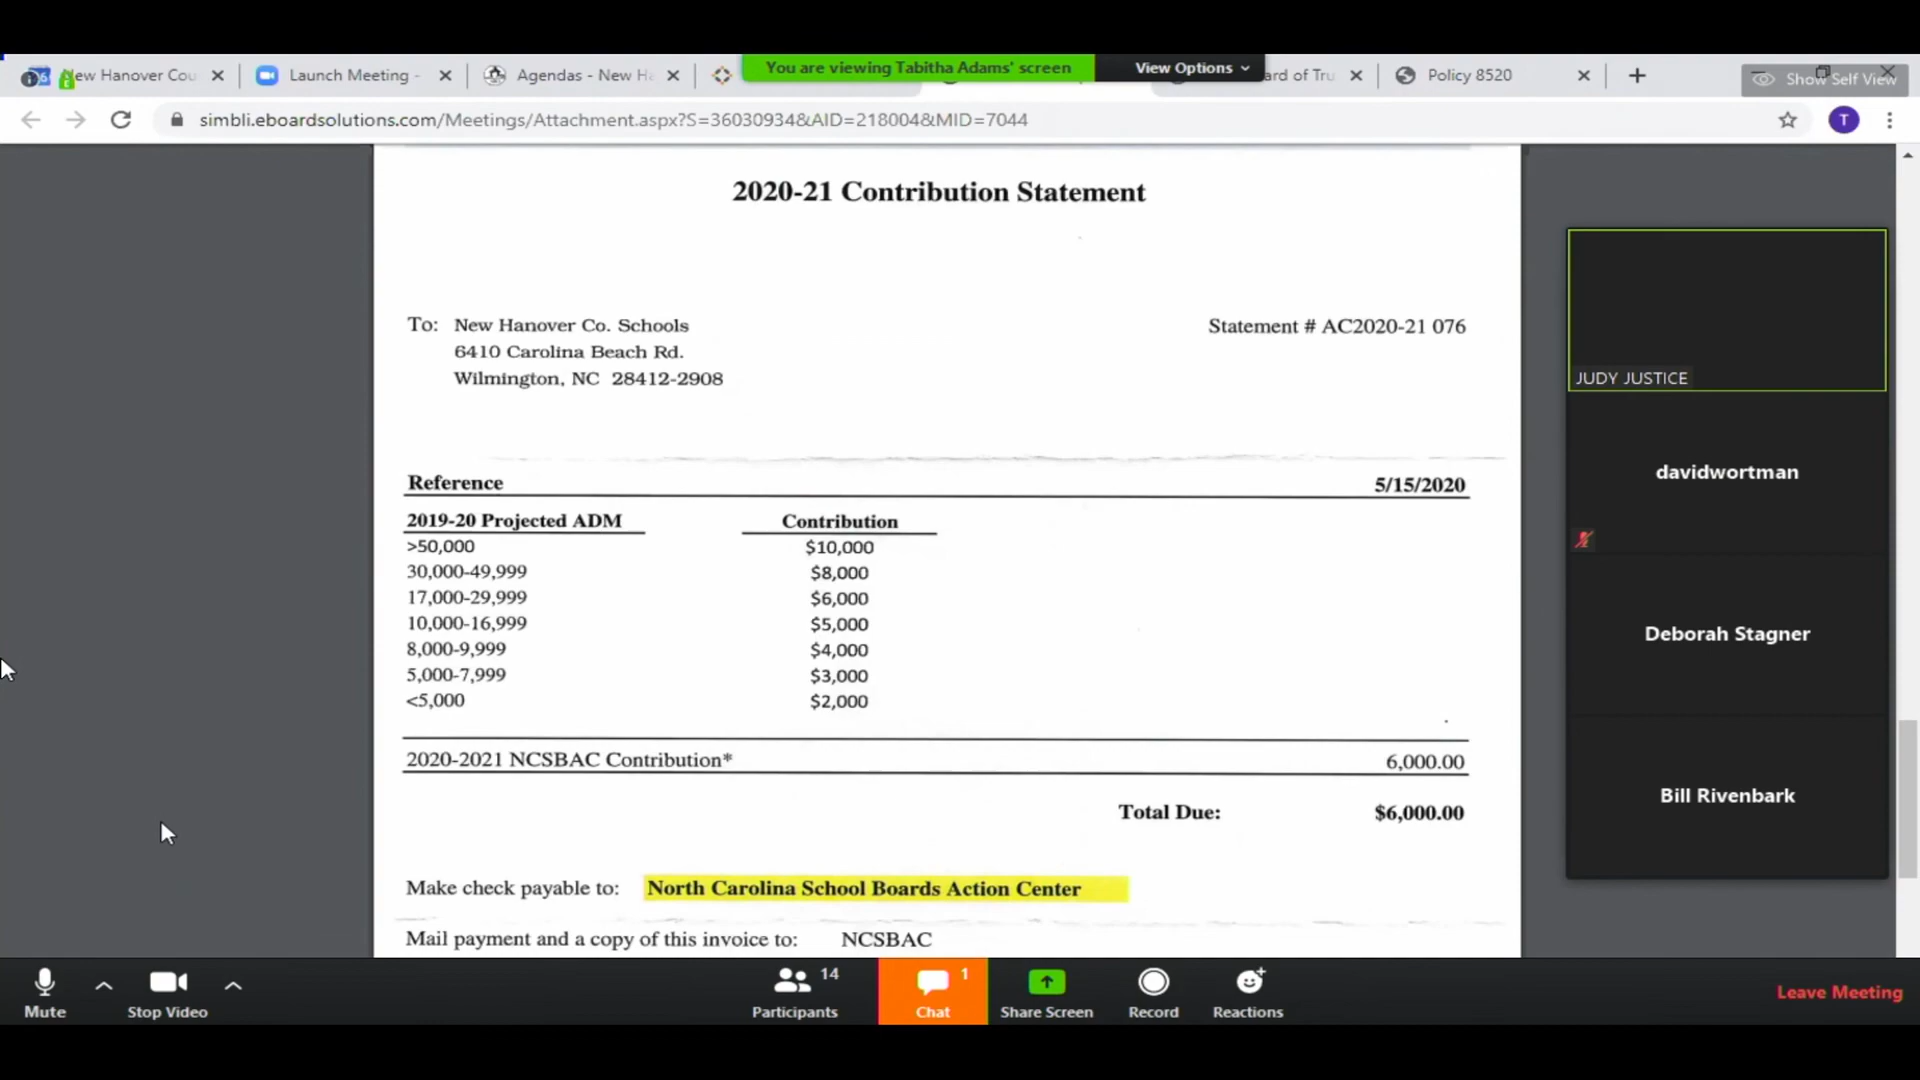 New Hanover Cou
Launch Meeting -
Agendas - New Ha
You are viewing Tabitha Adams' screen
View Options
ard of Tru
Policy 8520
Show Self View
simbli.eboardsolutions.com/Meetings/Attachment.aspx?S=36030934&AID=218004&MID=7044
T
2020-21 Contribution Statement
To: New Hanover Co. Schools
6410 Carolina Beach Rd.
Wilmington, NC 28412-2908
Statement # AC2020-21 076
Reference 5/15/2020
2019-20 Projected ADM Contribution
>50,000 $10,000
30,000-49,999 $8,000
17,000-29,999 $6,000
10,000-16,999 $5,000
8,000-9,999 $4,000
5,000-7,999 $3,000
<5,000 $2,000
2020-2021 NCSBAC Contribution* 6,000.00
Total Due: $6,000.00
Make check payable to: North Carolina School Boards Action Center
Mail payment and a copy of this invoice to: NCSBAC
JUDY JUSTICE
davidwortman
Deborah Stagner
Bill Rivenbark
Mute
Stop Video
14
Participants
1
Chat
Share Screen
Record
Reactions
Leave Meeting